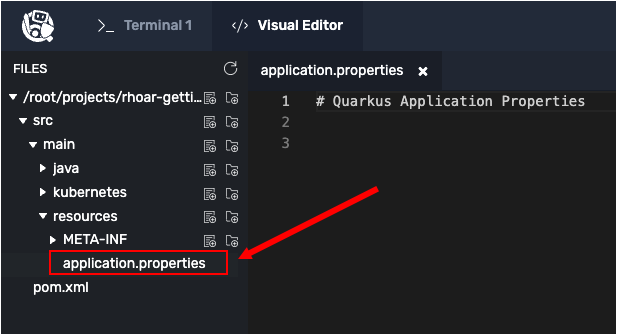 >_ Terminal 1
</> Visual Editor
FILES
application.properties ×
/root/projects/rhoar-getti...
src
main
java
kubernetes
resources
META-INF
application.properties
pom.xml
1 # Quarkus Application Properties
2
3